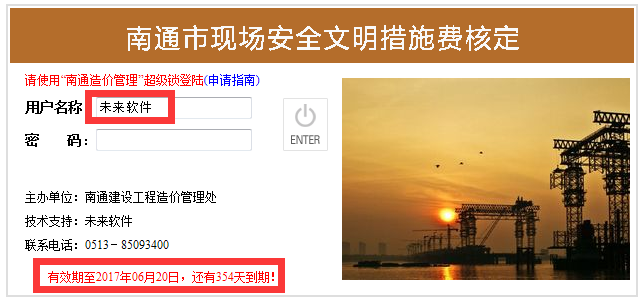 南通市现场安全文明措施费核定
请使用“南通造价管理”超级锁登陆(申请指南)
用户名称 未来软件
密 码：
ENTER
主办单位：南通建设工程造价管理处
技术支持：未来软件
联系电话：0513－85093400
有效期至2017年06月20日，还有354天到期！